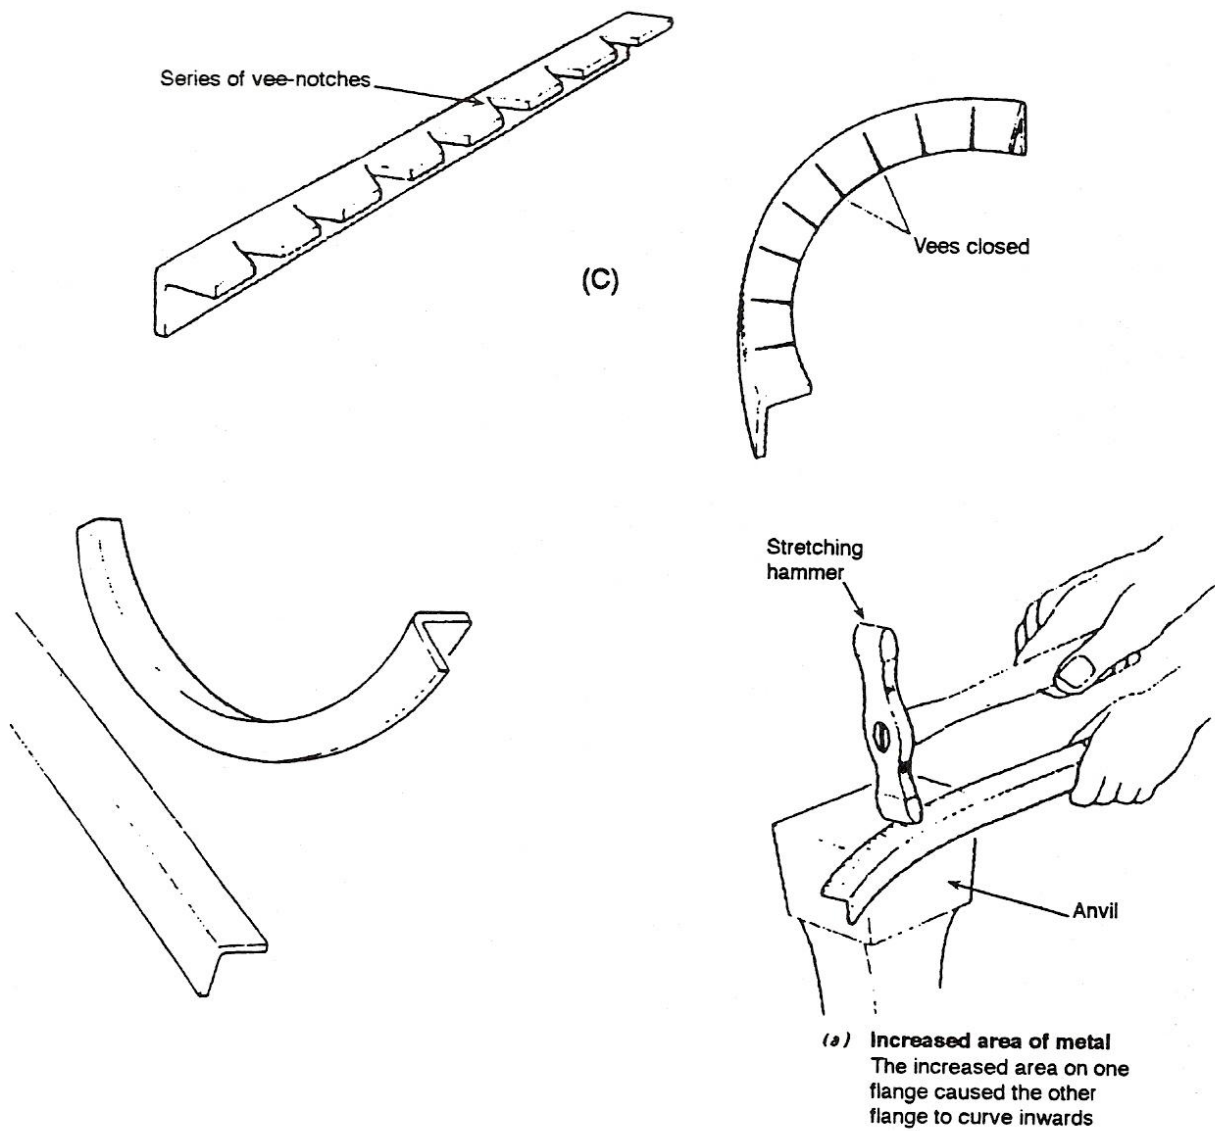 Series of vee-notches
Vees closed
(C)
Stretching
hammer
Anvil
(a) Increased area of metal
The increased area on one
flange caused the other
flange to curve inwards